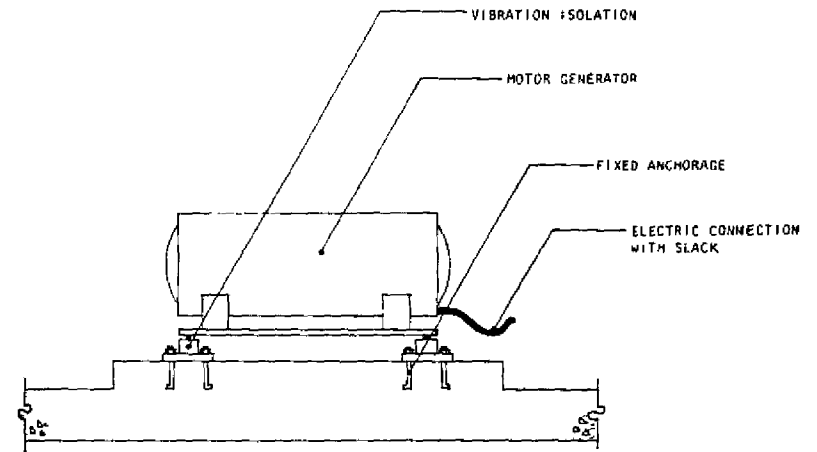 VIBRATION ISOLATION
MOTOR GENERATOR
FIXED ANCHORAGE
ELECTRIC CONNECTION
WITH SLACK